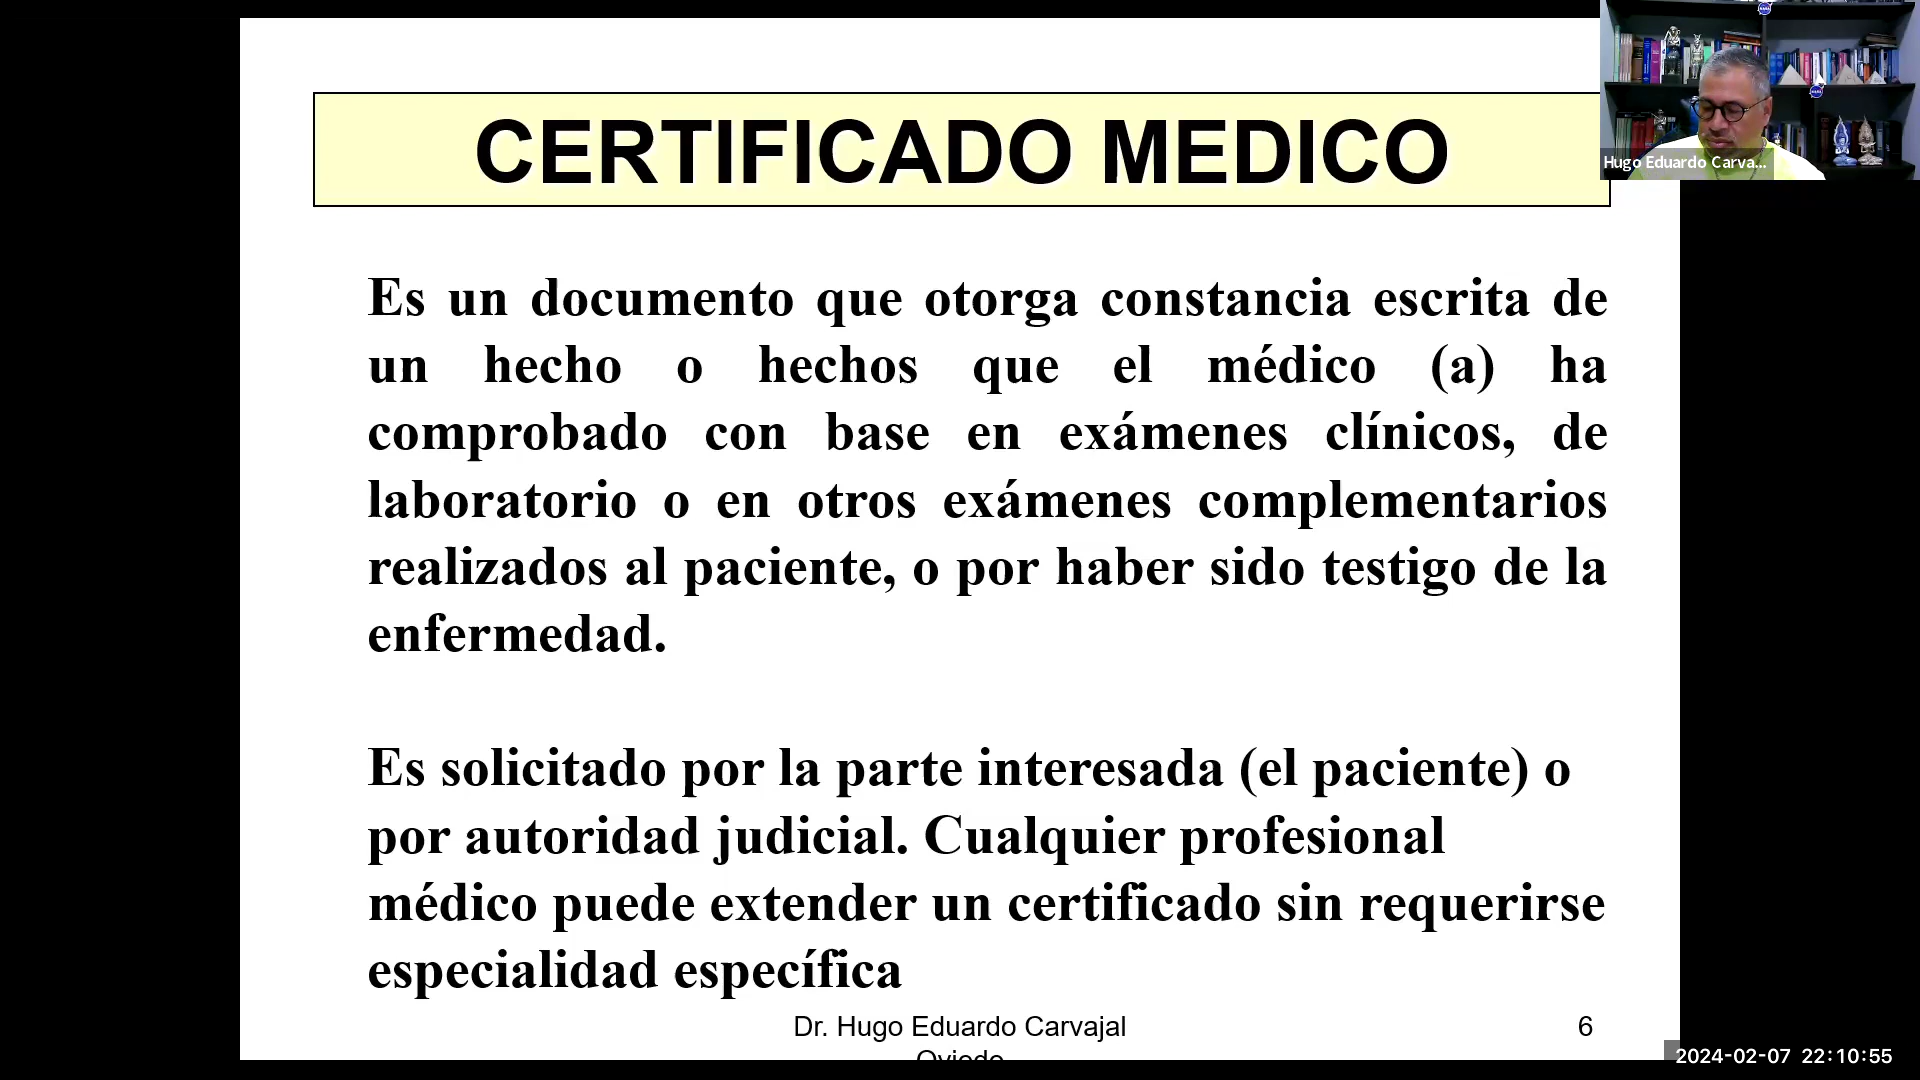 CERTIFICADO MEDICO
Hugo Eduardo Carva...
Es un documento que otorga constancia escrita de
un hecho o hechos que el médico (a) ha
comprobado con base en exámenes clínicos, de
laboratorio o en otros exámenes complementarios
realizados al paciente, o por haber sido testigo de la
enfermedad.
Es solicitado por la parte interesada (el paciente) o
por autoridad judicial. Cualquier profesional
médico puede extender un certificado sin requerirse
especialidad específica
Dr. Hugo Eduardo Carvajal
Oviedo
6
2024-02-07 22:10:55